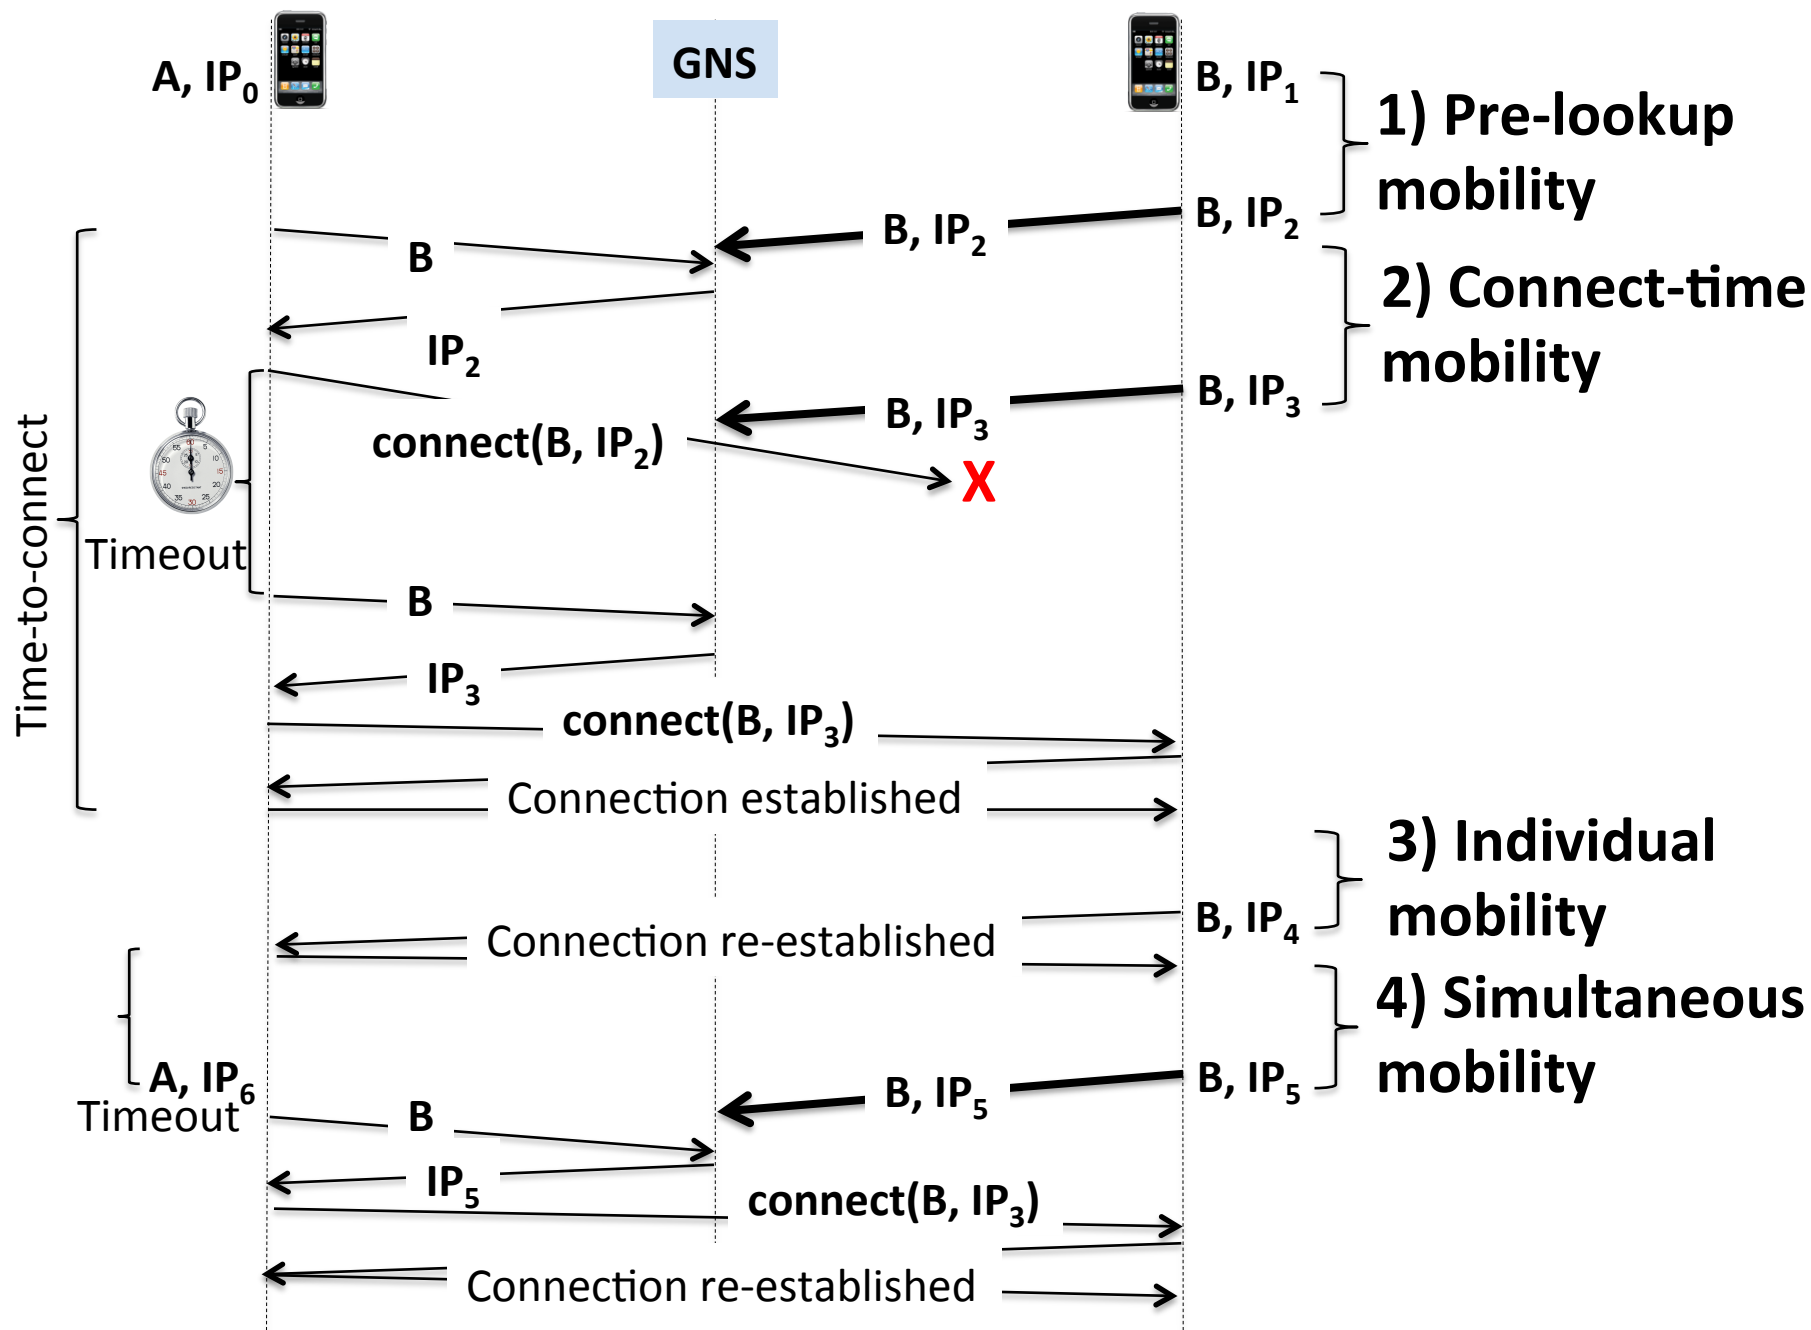 A, IP0
GNS
B, IP1
1) Pre-lookup
mobility
B, IP2
B, IP2
B
2) Connect-time
mobility
IP2
B, IP3
B, IP3
connect(B, IP2)
X
Time-to-connect
Timeout
B
IP3
connect(B, IP3)
Connection established
3) Individual
mobility
B, IP4
Connection re-established
4) Simultaneous
mobility
A, IP6
Timeout
B, IP5
B, IP5
B
IP5
connect(B, IP3)
Connection re-established